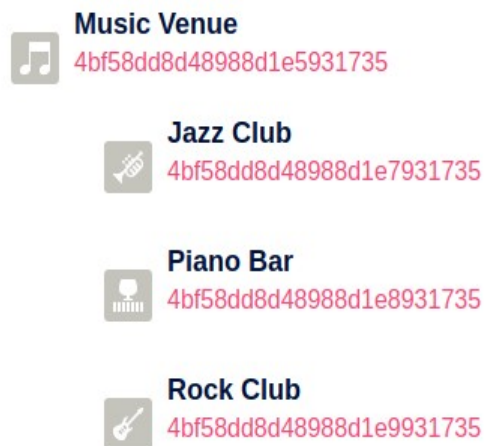 Music Venue
4bf58dd8d48988d1e5931735
Jazz Club
4bf58dd8d48988d1e7931735
Piano Bar
4bf58dd8d48988d1e8931735
Rock Club
4bf58dd8d48988d1e9931735